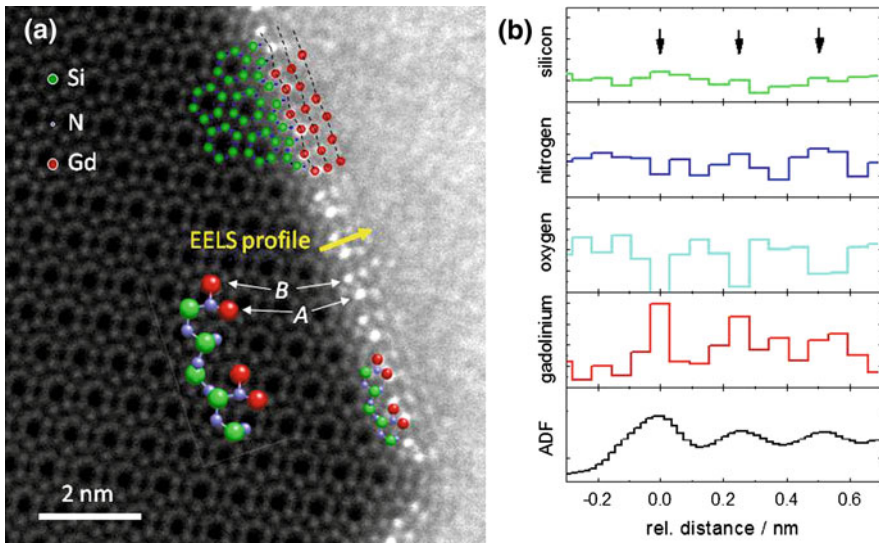 (a)
Si
N
Gd
EELS profile
B
A
2 nm
(b)
silicon
nitrogen
oxygen
gadolinium
ADF
-0.2 0.0 0.2 0.4 0.6
rel. distance / nm